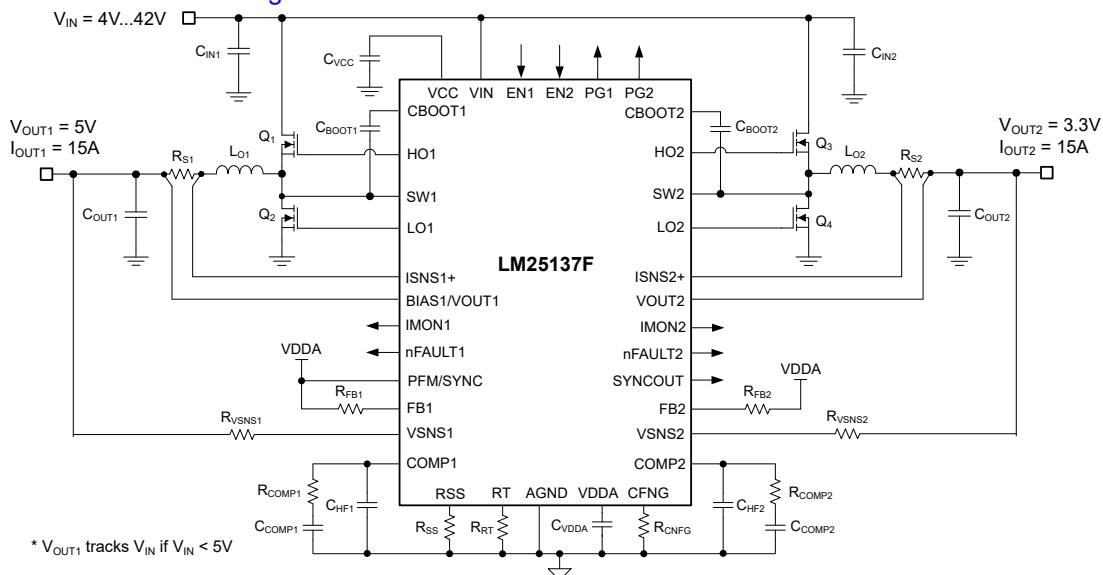 V_IN = 4V...42V
g
C_IN1
C_VCC
C_IN2
VCC VIN EN1 EN2 PG1 PG2
CBOOT1
CBOOT2
C_BOOT1
C_BOOT2
V_OUT1 = 5V
I_OUT1 = 15A
R_S1
L_O1
Q_1
HO1
HO2
Q_3
L_O2
R_S2
V_OUT2 = 3.3V
I_OUT2 = 15A
SW1
SW2
C_OUT1
Q_2
LO1
LO2
Q_4
C_OUT2
LM25137F
ISNS1+
ISNS2+
BIAS1/VOUT1
VOUT2
IMON1
IMON2
nFAULT1
nFAULT2
VDDA
PFM/SYNC
SYNCOUT
VDDA
R_FB1
FB1
FB2
R_FB2
R_VSNS1
VSNS1
VSNS2
R_VSNS2
COMP1
COMP2
RSS RT AGND VDDA CFNG
R_COMP1
C_HF1
C_COMP1
R_SS
R_RT
C_VDDA
R_CNFG
C_HF2
R_COMP2
C_COMP2
* V_OUT1 tracks V_IN if V_IN < 5V